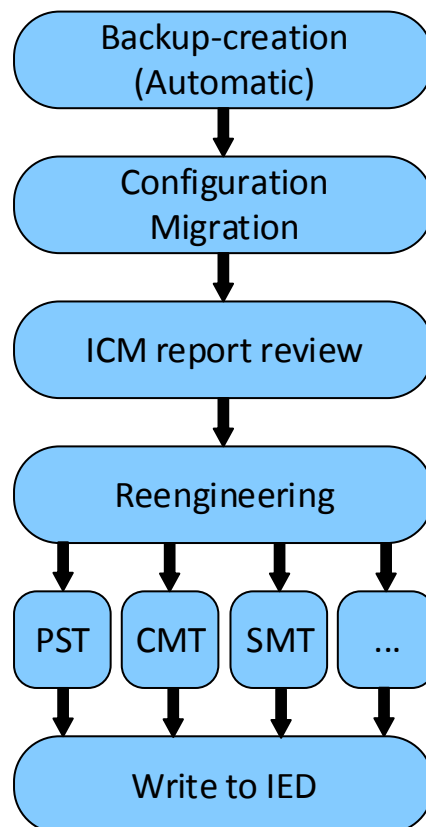 Backup-creation
(Automatic)
Configuration
Migration
ICM report review
Reengineering
PST CMT SMT ...
Write to IED